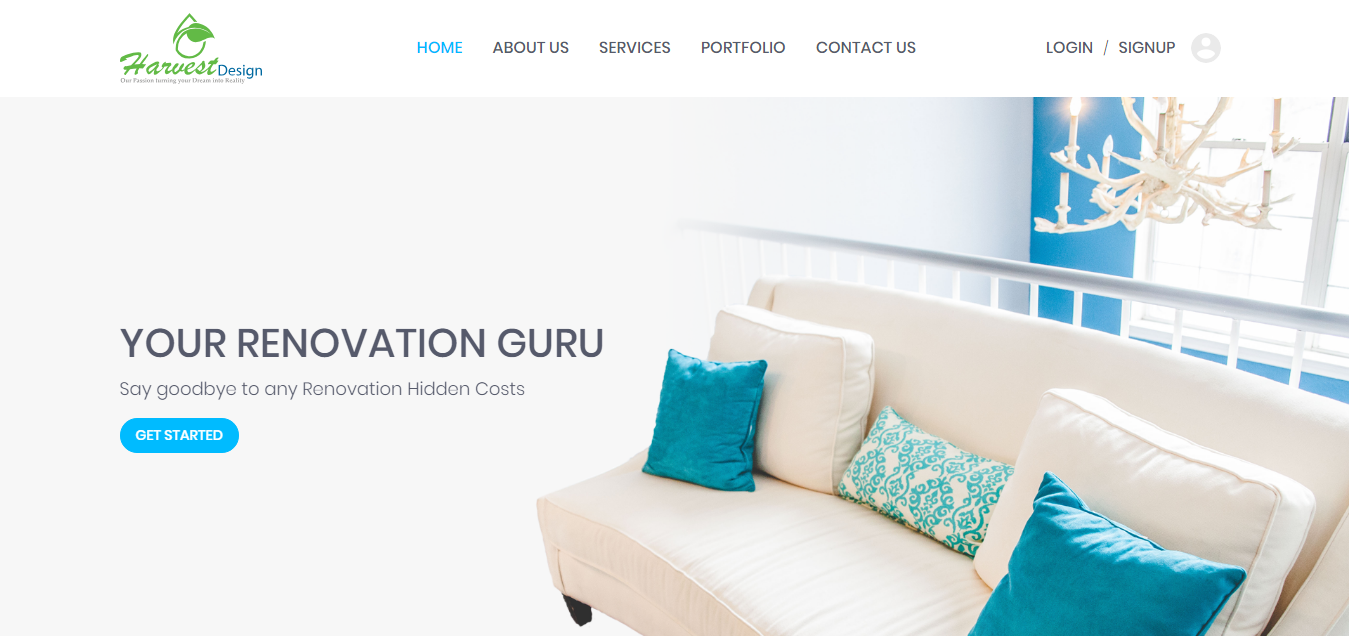 Harvest Design
Our Passion turning your Dream into Reality
HOME ABOUT US SERVICES PORTFOLIO CONTACT US LOGIN / SIGNUP
YOUR RENOVATION GURU
Say goodbye to any Renovation Hidden Costs
GET STARTED